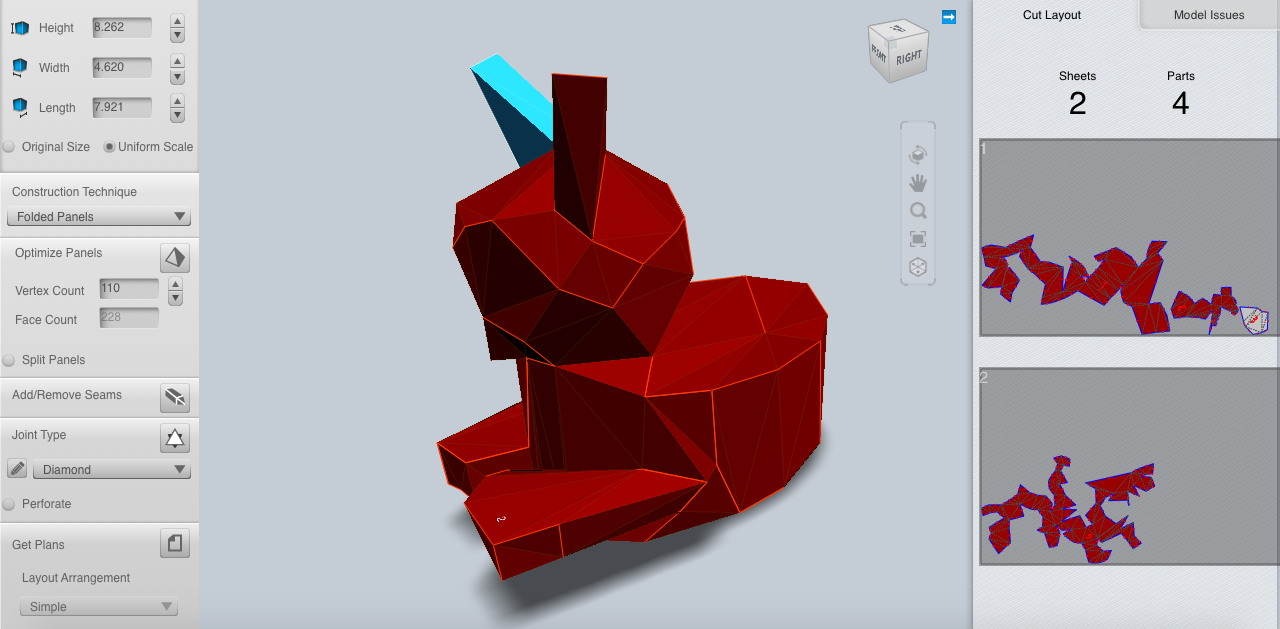 Height 8.262
Width 4.620
Length 7.921
Original Size Uniform Scale
Construction Technique
Folded Panels
Optimize Panels
Vertex Count 110
Face Count 228
Split Panels
Add/Remove Seams
Joint Type
Diamond
Perforate
Get Plans
Layout Arrangement
Simple
TOP
FRONT RIGHT
2
Cut Layout Model Issues
Sheets Parts
2 4
1
2